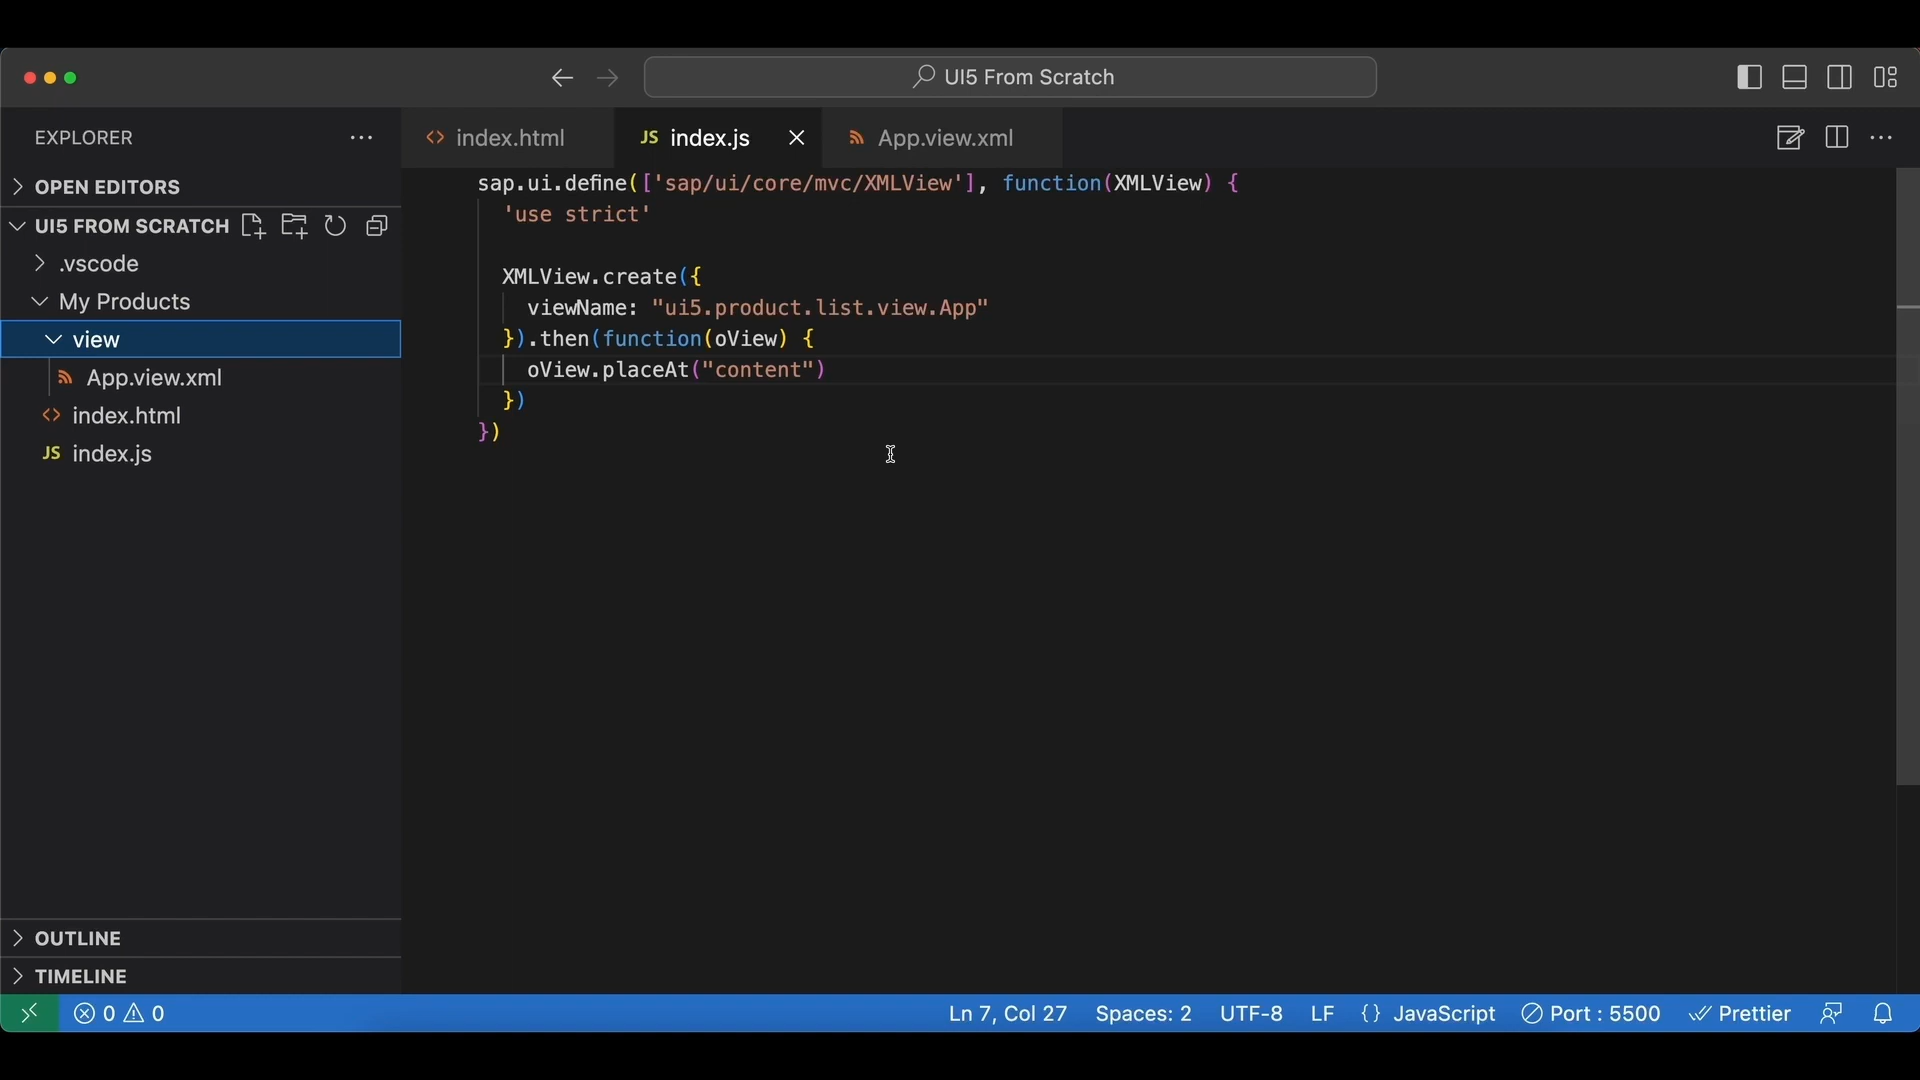 UI5 From Scratch
EXPLORER
index.html
JS index.js
App.view.xml
OPEN EDITORS
UI5 FROM SCRATCH
.vscode
My Products
view
App.view.xml
index.html
JS index.js
sap.ui.define(['sap/ui/core/mvc/XMLView'], function(XMLView) {
'use strict'
XMLView.create({
viewName: "ui5.product.list.view.App"
}).then(function(oView) {
oView.placeAt("content")
})
})
OUTLINE
TIMELINE
0 0 Ln 7, Col 27 Spaces: 2 UTF-8 LF {} JavaScript Port : 5500 Prettier